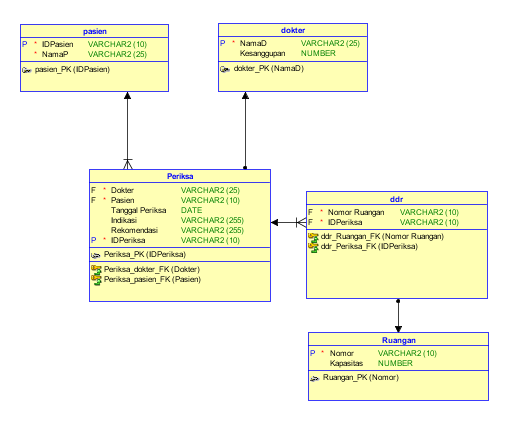 pasien
P * IDPasien VARCHAR2 (10)
* NamaP VARCHAR2 (25)
pasien_PK (IDPasien)
dokter
P * NamaD VARCHAR2 (25)
Kesanggupan NUMBER
dokter_PK (NamaD)
Periksa
F * Dokter VARCHAR2 (25)
F * Pasien VARCHAR2 (10)
Tanggal Periksa DATE
Indikasi VARCHAR2 (255)
Rekomendasi VARCHAR2 (255)
P * IDPeriksa VARCHAR2 (10)
Periksa_PK (IDPeriksa)
Periksa_dokter_FK (Dokter)
Periksa_pasien_FK (Pasien)
ddr
F * Nomor Ruangan VARCHAR2 (10)
F * IDPeriksa VARCHAR2 (10)
ddr_Ruangan_FK (Nomor Ruangan)
ddr_Periksa_FK (IDPeriksa)
Ruangan
P * Nomor VARCHAR2 (10)
Kapasitas NUMBER
Ruangan_PK (Nomor)